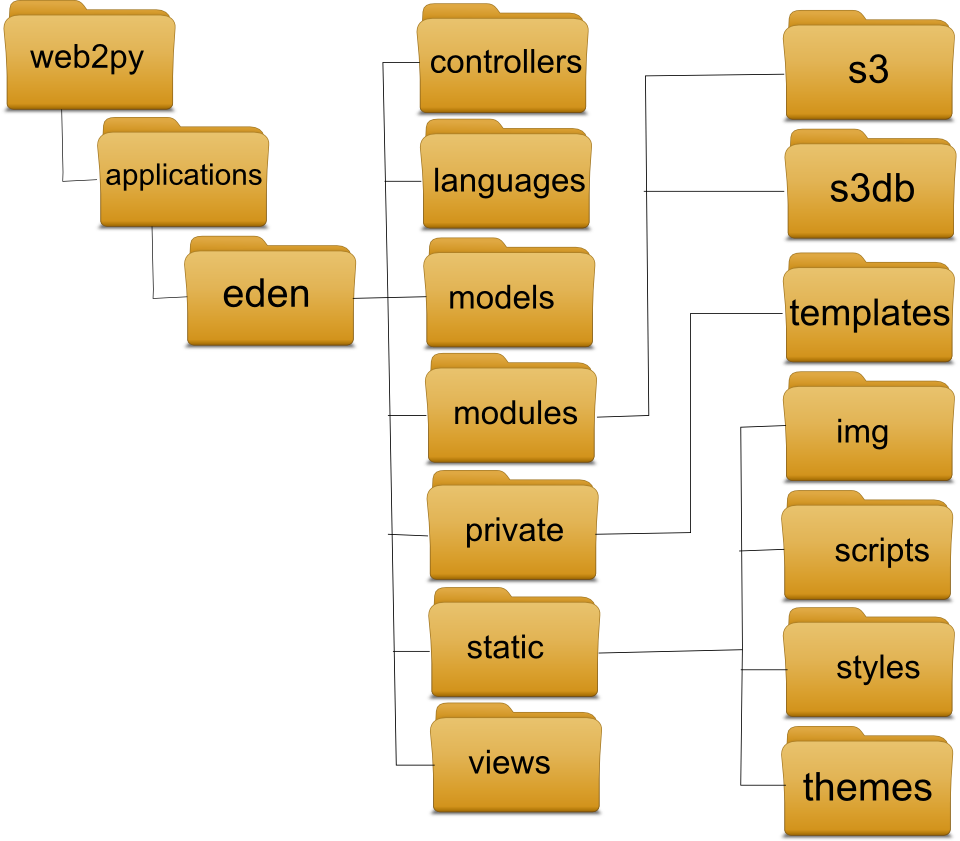 web2py
applications
eden
controllers
languages
models
modules
private
static
views
s3
s3db
templates
img
scripts
styles
themes